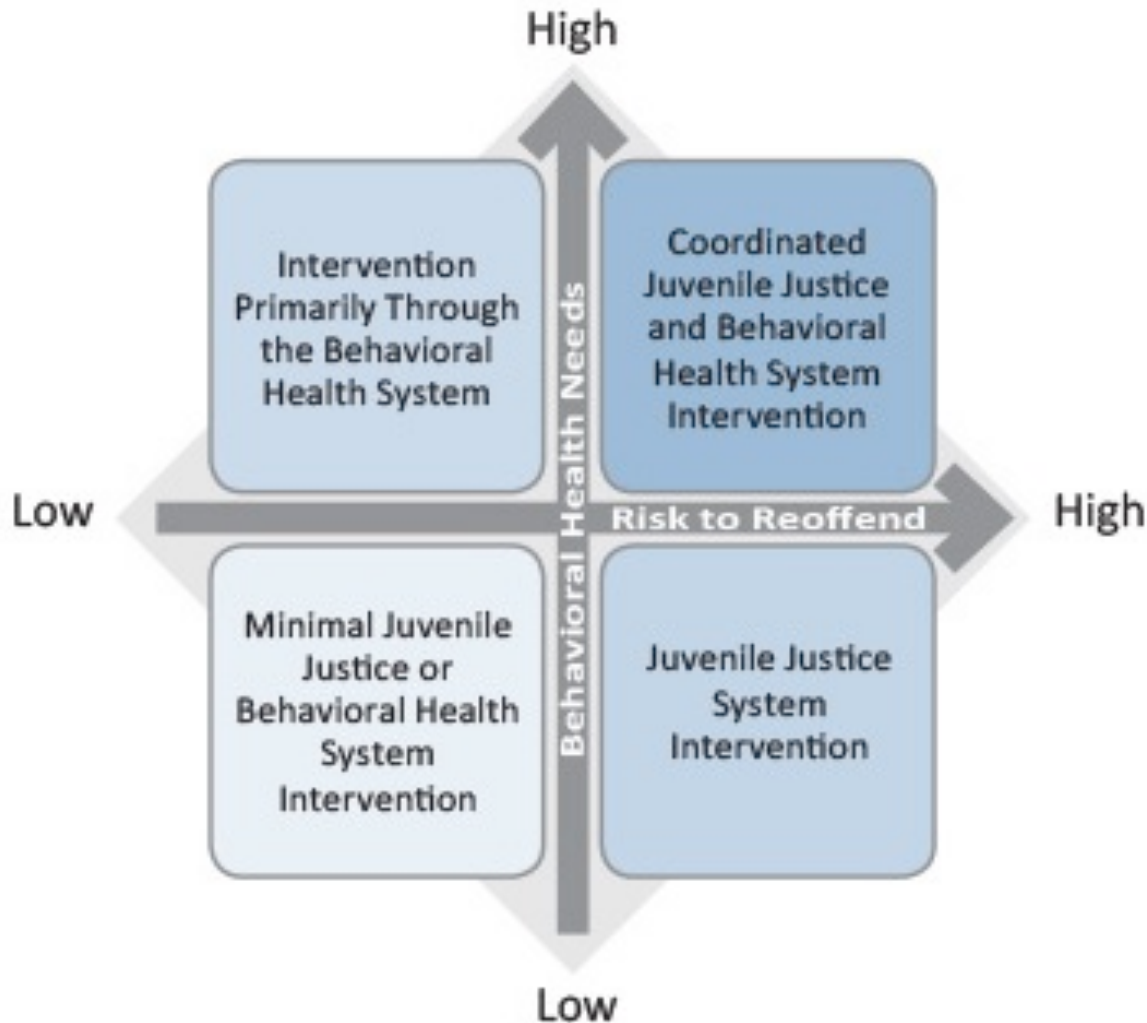 High
Intervention
Primarily Through
the Behavioral
Health System
Coordinated
Juvenile Justice
and Behavioral
Health System
Intervention
Behavioral Health Needs
Low
Risk to Reoffend
High
Minimal Juvenile
Justice or
Behavioral Health
System
Intervention
Juvenile Justice
System
Intervention
Low